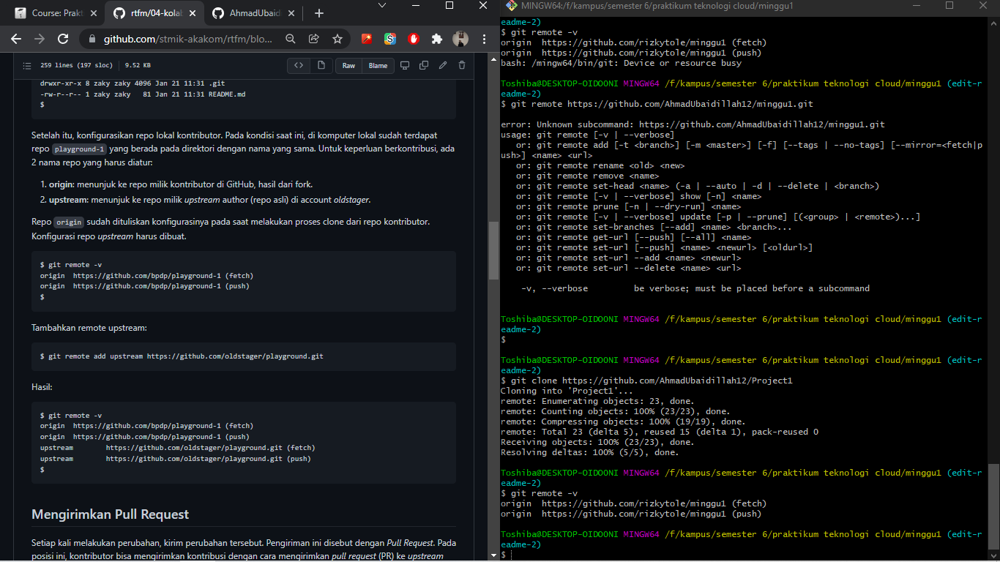 Course: Prakt
rtfm/04-kolab
AhmadUbaid
github.com/stmik-akakom/rtfm/blo...
259 lines (197 sloc)
9.52 KB
<>
Raw
Blame
drwxr-xr-x 8 zaky zaky 4096 Jan 21 11:31 .git
-rw-r--r-- 1 zaky zaky   81 Jan 21 11:31 README.md
$
Setelah itu, konfigurasikan repo lokal kontributor. Pada kondisi saat ini, di komputer lokal sudah terdapat
repo playground-1 yang berada pada direktori dengan nama yang sama. Untuk keperluan berkontribusi, ada
2 nama repo yang harus diatur:
1. origin: menunjuk ke repo milik kontributor di GitHub, hasil dari fork.
2. upstream: menunjuk ke repo milik upstream author (repo asli) di account oldstager.
Repo origin sudah dituliskan konfigurasinya pada saat melakukan proses clone dari repo kontributor.
Konfigurasi repo upstream harus dibuat.
$ git remote -v
origin  https://github.com/bpdp/playground-1 (fetch)
origin  https://github.com/bpdp/playground-1 (push)
$
Tambahkan remote upstream:
$ git remote add upstream https://github.com/oldstager/playground.git
Hasil:
$ git remote -v
origin  https://github.com/bpdp/playground-1 (fetch)
origin  https://github.com/bpdp/playground-1 (push)
upstream        https://github.com/oldstager/playground.git (fetch)
upstream        https://github.com/oldstager/playground.git (push)
$
Mengirimkan Pull Request
Setiap kali melakukan perubahan, kirim perubahan tersebut. Pengiriman ini disebut dengan Pull Request. Pada
posisi ini, kontributor bisa mengirimkan kontribusi dengan cara mengirimkan pull request (PR) ke upstream
MINGW64:/f/kampus/semester 6/praktikum teknologi cloud/minggu1
eadme-2)
$ git remote -v
origin  https://github.com/rizkytole/minggu1 (fetch)
origin  https://github.com/rizkytole/minggu1 (push)
bash: /mingw64/bin/git: Device or resource busy
Toshiba@DESKTOP-OIDOONI MINGW64 /f/kampus/semester 6/praktikum teknologi cloud/minggu1 (edit-r
eadme-2)
$ git remote https://github.com/AhmadUbaidillah12/minggu1.git
error: Unknown subcommand: https://github.com/AhmadUbaidillah12/minggu1.git
usage: git remote [-v | --verbose]
   or: git remote add [-t <branch>] [-m <master>] [-f] [--tags | --no-tags] [--mirror=<fetch|p
ush>] <name> <url>
   or: git remote rename <old> <new>
   or: git remote remove <name>
   or: git remote set-head <name> (-a | --auto | -d | --delete | <branch>)
   or: git remote [-v | --verbose] show [-n] <name>
   or: git remote prune [-n | --dry-run] <name>
   or: git remote [-v | --verbose] update [-p | --prune] [(<group> | <remote>)...]
   or: git remote set-branches [--add] <name> <branch>...
   or: git remote get-url [--push] [--all] <name>
   or: git remote set-url [--push] <name> <newurl> [<oldurl>]
   or: git remote set-url --add <name> <newurl>
   or: git remote set-url --delete <name> <url>
    -v, --verbose         be verbose; must be placed before a subcommand
Toshiba@DESKTOP-OIDOONI MINGW64 /f/kampus/semester 6/praktikum teknologi cloud/minggu1 (edit-r
eadme-2)
$
Toshiba@DESKTOP-OIDOONI MINGW64 /f/kampus/semester 6/praktikum teknologi cloud/minggu1 (edit-r
eadme-2)
$ git clone https://github.com/AhmadUbaidillah12/Project1
Cloning into 'Project1'...
remote: Enumerating objects: 23, done.
remote: Counting objects: 100% (23/23), done.
remote: Compressing objects: 100% (19/19), done.
remote: Total 23 (delta 5), reused 15 (delta 1), pack-reused 0
Receiving objects: 100% (23/23), done.
Resolving deltas: 100% (5/5), done.
Toshiba@DESKTOP-OIDOONI MINGW64 /f/kampus/semester 6/praktikum teknologi cloud/minggu1 (edit-r
eadme-2)
$ git remote -v
origin  https://github.com/rizkytole/minggu1 (fetch)
origin  https://github.com/rizkytole/minggu1 (push)
Toshiba@DESKTOP-OIDOONI MINGW64 /f/kampus/semester 6/praktikum teknologi cloud/minggu1 (edit-r
eadme-2)
$